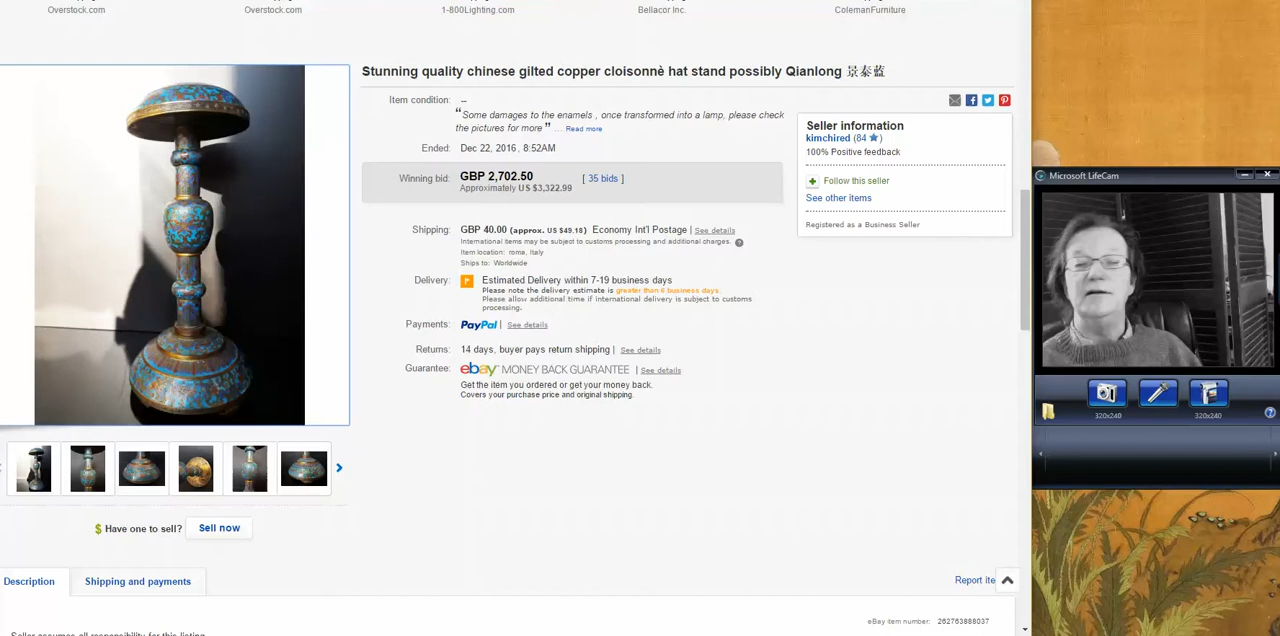 Overstock.com
Overstock.com
1-800Lighting.com
Bellacor Inc.
ColemanFurniture
Stunning quality chinese gilted copper cloisonnè hat stand possibly Qianlong 景泰蓝
Item condition: --
“Some damages to the enamels , once transformed into a lamp, please check
the pictures for more ” ... Read more
Ended: Dec 22, 2016 , 8:52AM
Winning bid: GBP 2,702.50 [ 35 bids ]
Approximately US $3,322.99
Shipping: GBP 40.00 (approx. US $49.18) Economy Int'l Postage | See details
International items may be subject to customs processing and additional charges. ?
Item location: roma, Italy
Ships to: Worldwide
Delivery: Estimated Delivery within 7-19 business days
Please note the delivery estimate is greater than 6 business days.
Please allow additional time if international delivery is subject to customs
processing.
Payments: PayPal | See details
Returns: 14 days, buyer pays return shipping | See details
Guarantee: ebay MONEY BACK GUARANTEE | See details
Get the item you ordered or get your money back.
Covers your purchase price and original shipping.
Seller information
kimchired (84 )
100% Positive feedback
Follow this seller
See other items
Registered as a Business Seller
Microsoft LifeCam
320x240
320x240
$ Have one to sell? Sell now
Description
Shipping and payments
Report ite
eBay item number: 262763888037
Seller assumes all responsibility for this listing.